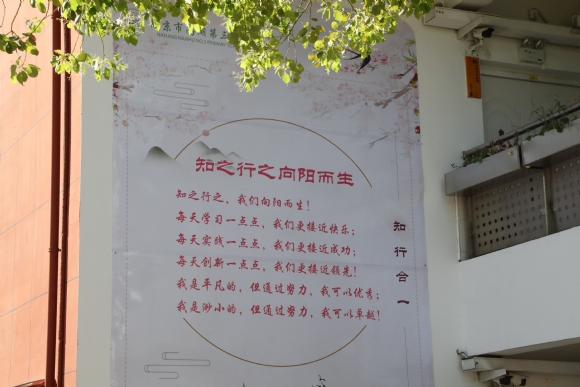 知之行之向阳而生
知之行之，我们向阳而生！
每天学习一点点，我们更接近快乐；
每天实践一点点，我们更接近成功；
每天创新一点点，我们更接近领先！
我是平凡的，但通过努力，我可以优秀；
我是渺小的，但通过努力，我可以卓越！
知行合一